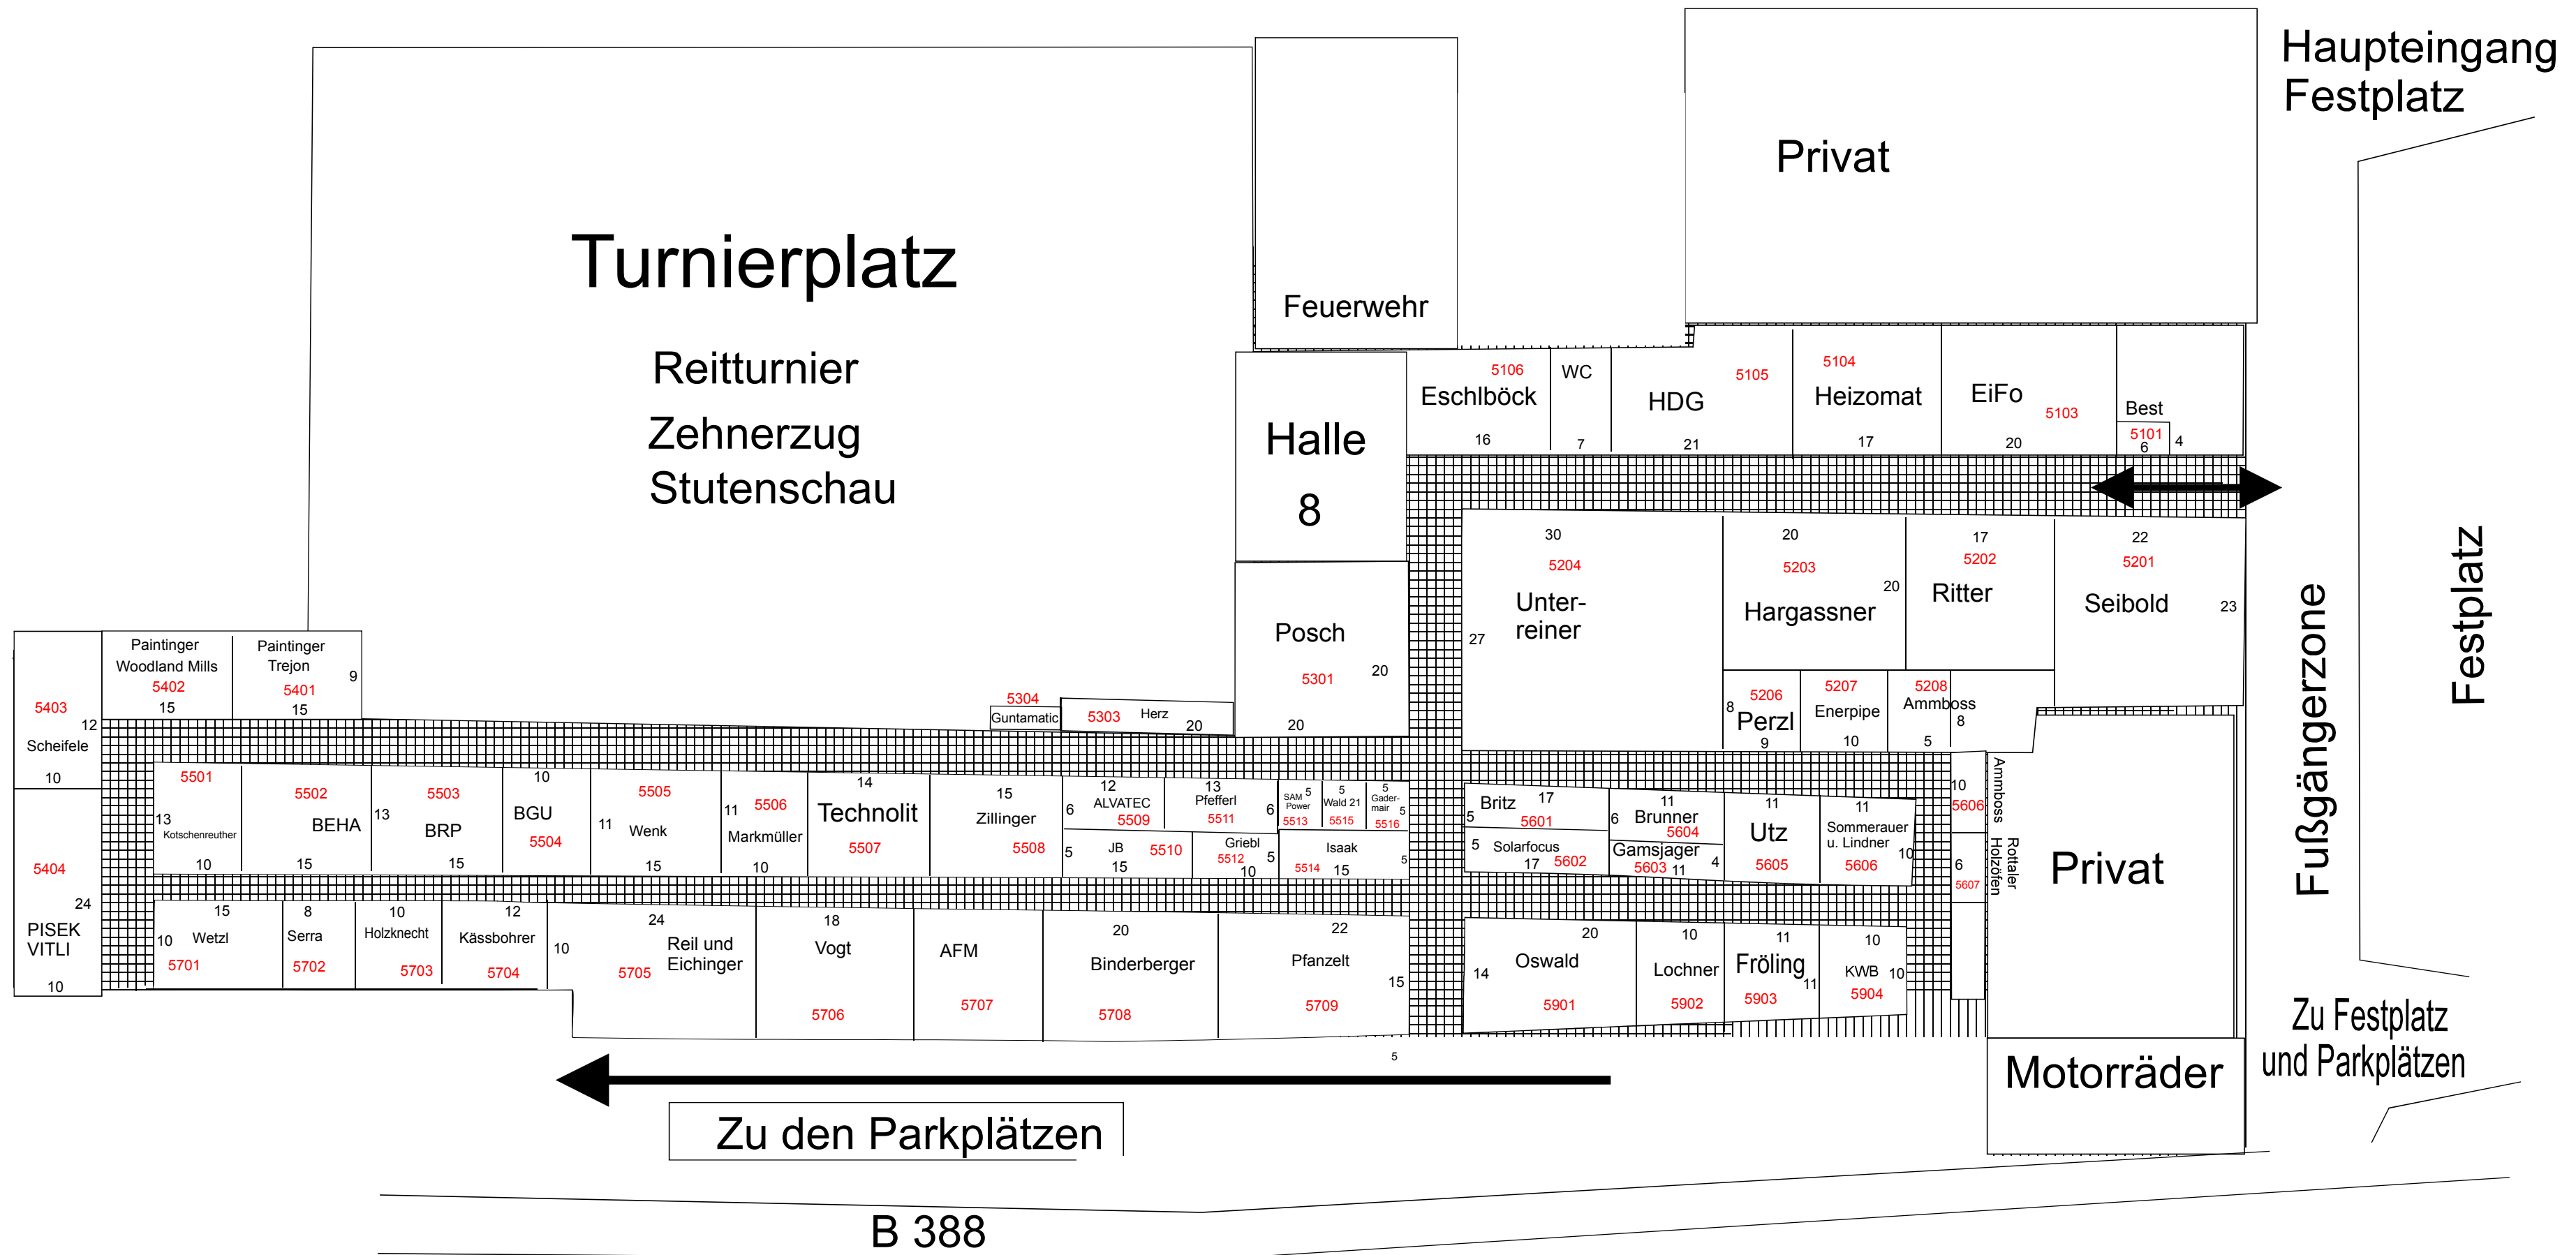 Haupteingang
Festplatz
Privat
Turnierplatz
Reitturnier
Zehnerzug
Stutenschau
Feuerwehr
Halle
8
5106
Eschlböck
16
WC
7
5105
HDG
21
5104
Heizomat
17
EiFo
5103
20
Best
5101
6
4
30
5204
Unter-
reiner
27
20
5203
Hargassner
20
17
5202
Ritter
22
5201
Seibold
23
Fußgängerzone
Festplatz
Posch
5301
20
20
5206
8
Perzl
9
5207
Enerpipe
10
5208
Ammboss
8
5
5304
Guntamatic
5303
Herz
20
Paintinger
Woodland Mills
5402
15
Paintinger
Trejon
9
5401
15
5403
12
Scheifele
10
5404
24
PISEK
VITLI
10
5501
13
Kotschenreuther
10
5502
BEHA
15
13
5503
BRP
15
10
BGU
5504
5505
11
Wenk
15
11
5506
Markmüller
10
14
Technolit
5507
15
Zillinger
5508
12
6
ALVATEC
5509
13
Pfefferl
5511
6
SAM
Power
5
5513
5
Wald 21
5515
5
Gader-
mair
5
5516
5
JB
5510
15
Griebl
5512
5
10
Isaak
5514
15
5
Britz
17
5
5601
5
Solarfocus
17
5602
11
6
Brunner
5604
Gamsjager
4
5603
11
11
Utz
5605
11
Sommerauer
u. Lindner
10
5606
10
5606
Ammboss
6
5607
Rottaler
Holzöfen
Privat
15
10
Wetzl
5701
8
Serra
5702
10
Holzknecht
5703
12
Kässbohrer
5704
24
10
Reil und
Eichinger
5705
18
Vogt
5706
AFM
5707
20
Binderberger
5708
22
Pfanzelt
15
5709
20
14
Oswald
5901
10
Lochner
5902
11
Fröling
11
5903
10
KWB
10
5904
Zu Festplatz
und Parkplätzen
Motorräder
5
Zu den Parkplätzen
B 388